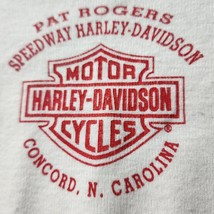 PAT ROGERS
SPEEDWAY HARLEY-DAVIDSON
MOTOR
HARLEY-DAVIDSON
CYCLES
®
CONCORD, N. CAROLINA